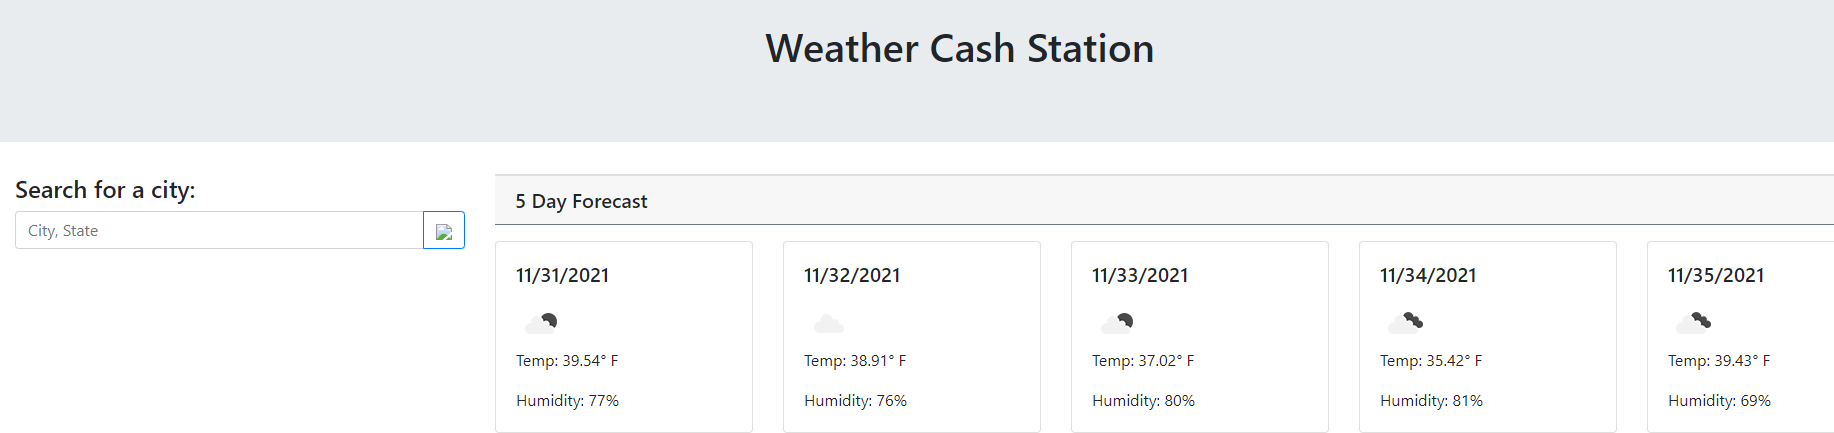 Weather Cash Station
Search for a city:
City, State
5 Day Forecast
11/31/2021
Temp: 39.54° F
Humidity: 77%
11/32/2021
Temp: 38.91° F
Humidity: 76%
11/33/2021
Temp: 37.02° F
Humidity: 80%
11/34/2021
Temp: 35.42° F
Humidity: 81%
11/35/2021
Temp: 39.43° F
Humidity: 69%